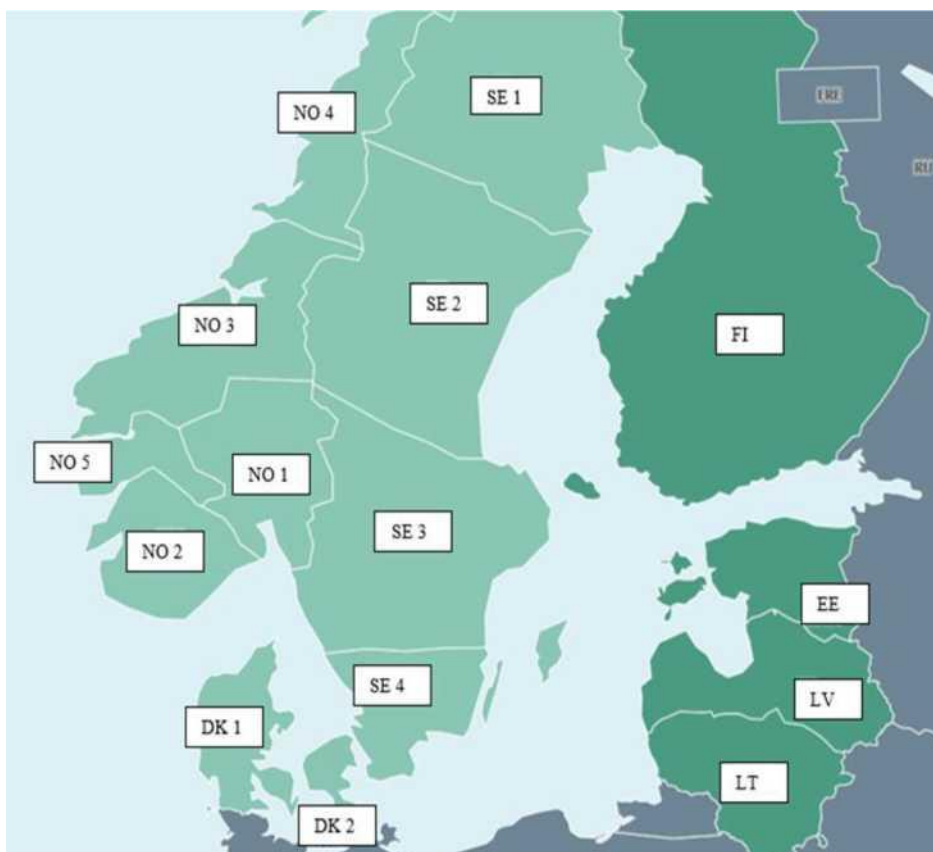 SE 1
NO 4
FRE
RU
SE 2
NO 3
FI
NO 5
NO 1
SE 3
NO 2
EE
SE 4
LV
DK 1
LT
DK 2